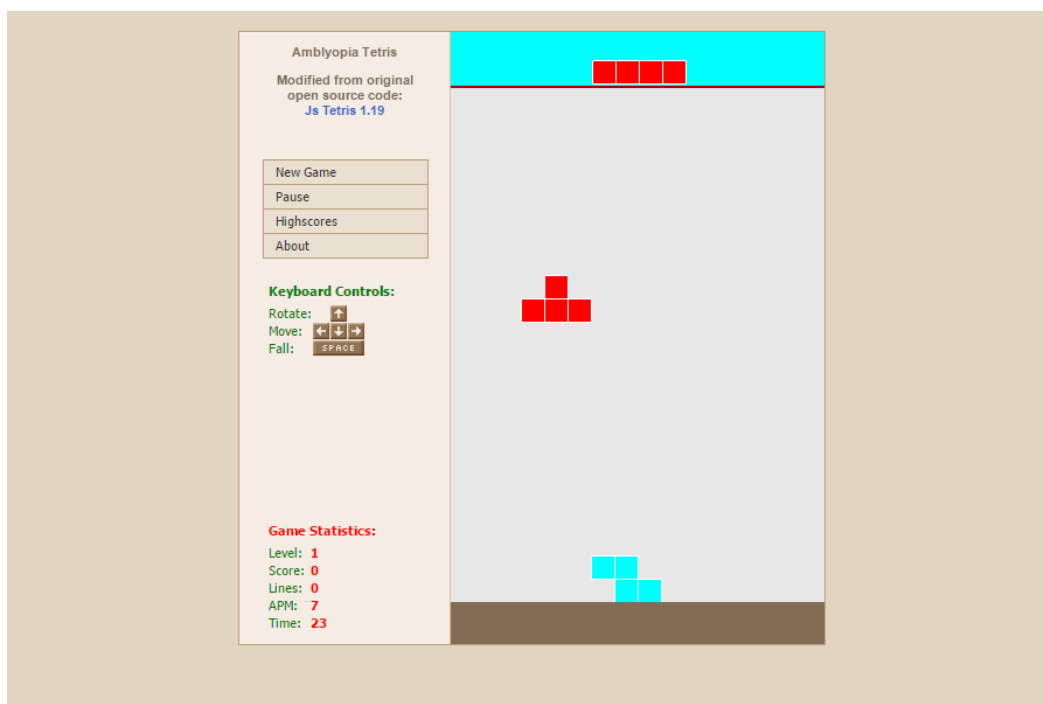 Amblyopia Tetris
Modified from original
open source code:
Js Tetris 1.19
New Game
Pause
Highscores
About
Keyboard Controls:
Rotate:
Move:
Fall: SPACE
Game Statistics:
Level: 1
Score: 0
Lines: 0
APM: 7
Time: 23